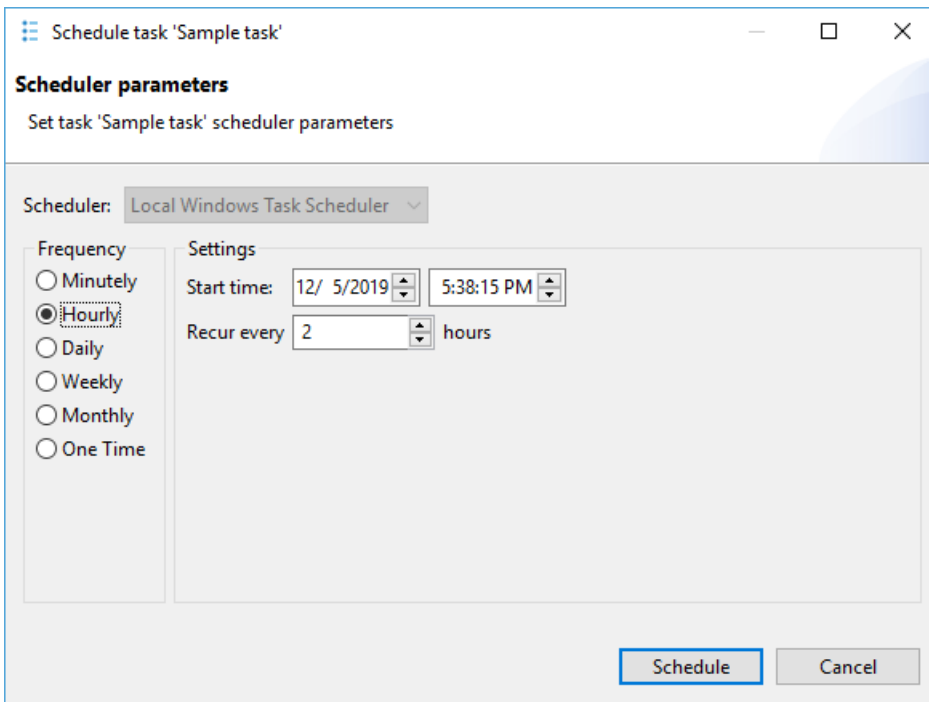 Schedule task 'Sample task'
Scheduler parameters
Set task 'Sample task' scheduler parameters
Scheduler: Local Windows Task Scheduler
Frequency
Minutely
Hourly
Daily
Weekly
Monthly
One Time
Settings
Start time: 12/ 5/2019 5:38:15 PM
Recur every 2 hours
Schedule Cancel